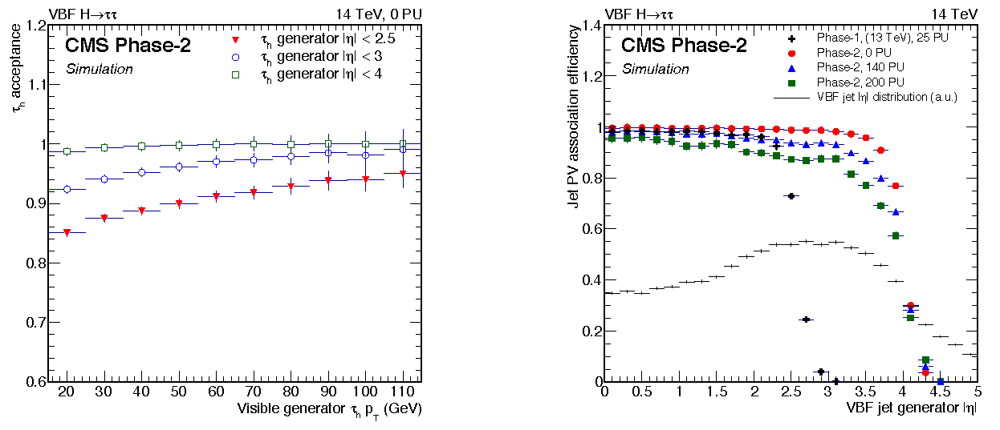 VBF H→ττ
14 TeV, 0 PU
CMS Phase-2
Simulation
τh generator |η| < 2.5
τh generator |η| < 3
τh generator |η| < 4
τh acceptance
1.2
1.1
1
0.9
0.8
0.7
0.6
20 30 40 50 60 70 80 90 100 110
Visible generator τh pT (GeV)
VBF H→ττ
14 TeV
CMS Phase-2
Simulation
Phase-1, (13 TeV), 25 PU
Phase-2, 0 PU
Phase-2, 140 PU
Phase-2, 200 PU
VBF jet |η| distribution (a.u.)
Jet PV association efficiency
1.4
1.2
1
0.8
0.6
0.4
0.2
0
0 0.5 1 1.5 2 2.5 3 3.5 4 4.5 5
VBF jet generator |η|